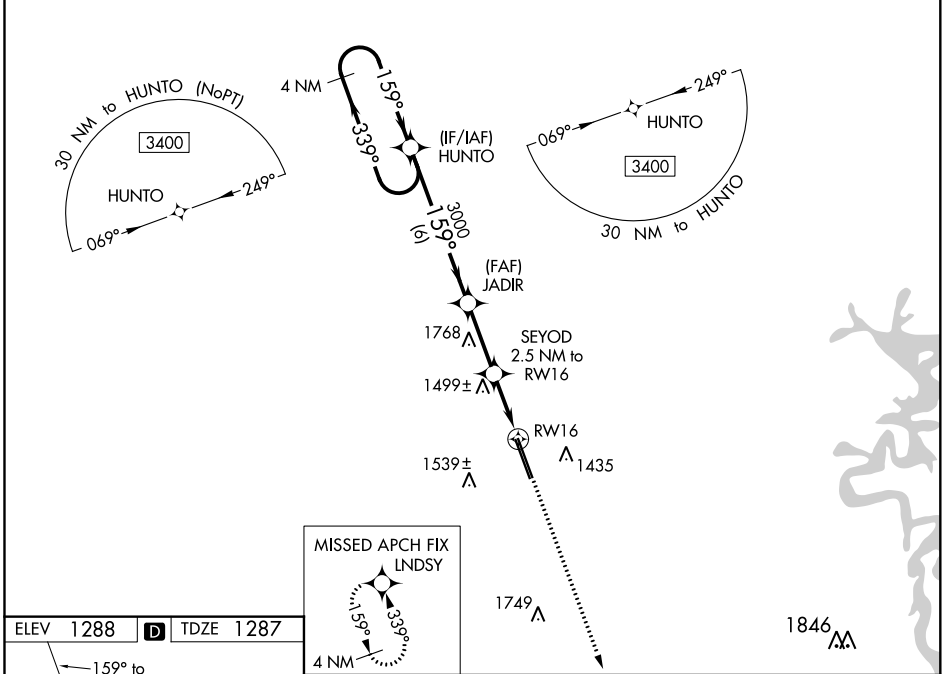 30 NM to HUNTO (NoPT)
3400
HUNTO
069°
249°
4 NM
159°
339°
(IF/IAF)
HUNTO
3000
159°
(6)
069°
249°
HUNTO
3400
30 NM to HUNTO
(FAF)
JADIR
1768
SEYOD
2.5 NM to
RW16
1499±
RW16
1539±
1435
MISSED APCH FIX
LNDSY
159°
339°
4 NM
1749
1846
ELEV 1288 D TDZE 1287
159° to